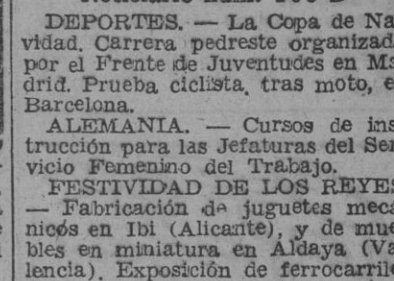 DEPORTES. — La Copa de Na
vidad. Carrera pedreste organizad
por el Frente de Juventudes en Ma
drid. Prueba ciclista, tras moto, e
Barcelona.
ALEMANIA. — Cursos de ins
trucción para las Jefaturas del Ser
vicio Femenino del Trabajo.
FESTIVIDAD DE LOS REYES
— Fabricación de juguetes mecá
nicos en Ibi (Alicante), y de mue
bles en miniatura en Aldaya (Va
lencia). Exposición de ferrocarrile